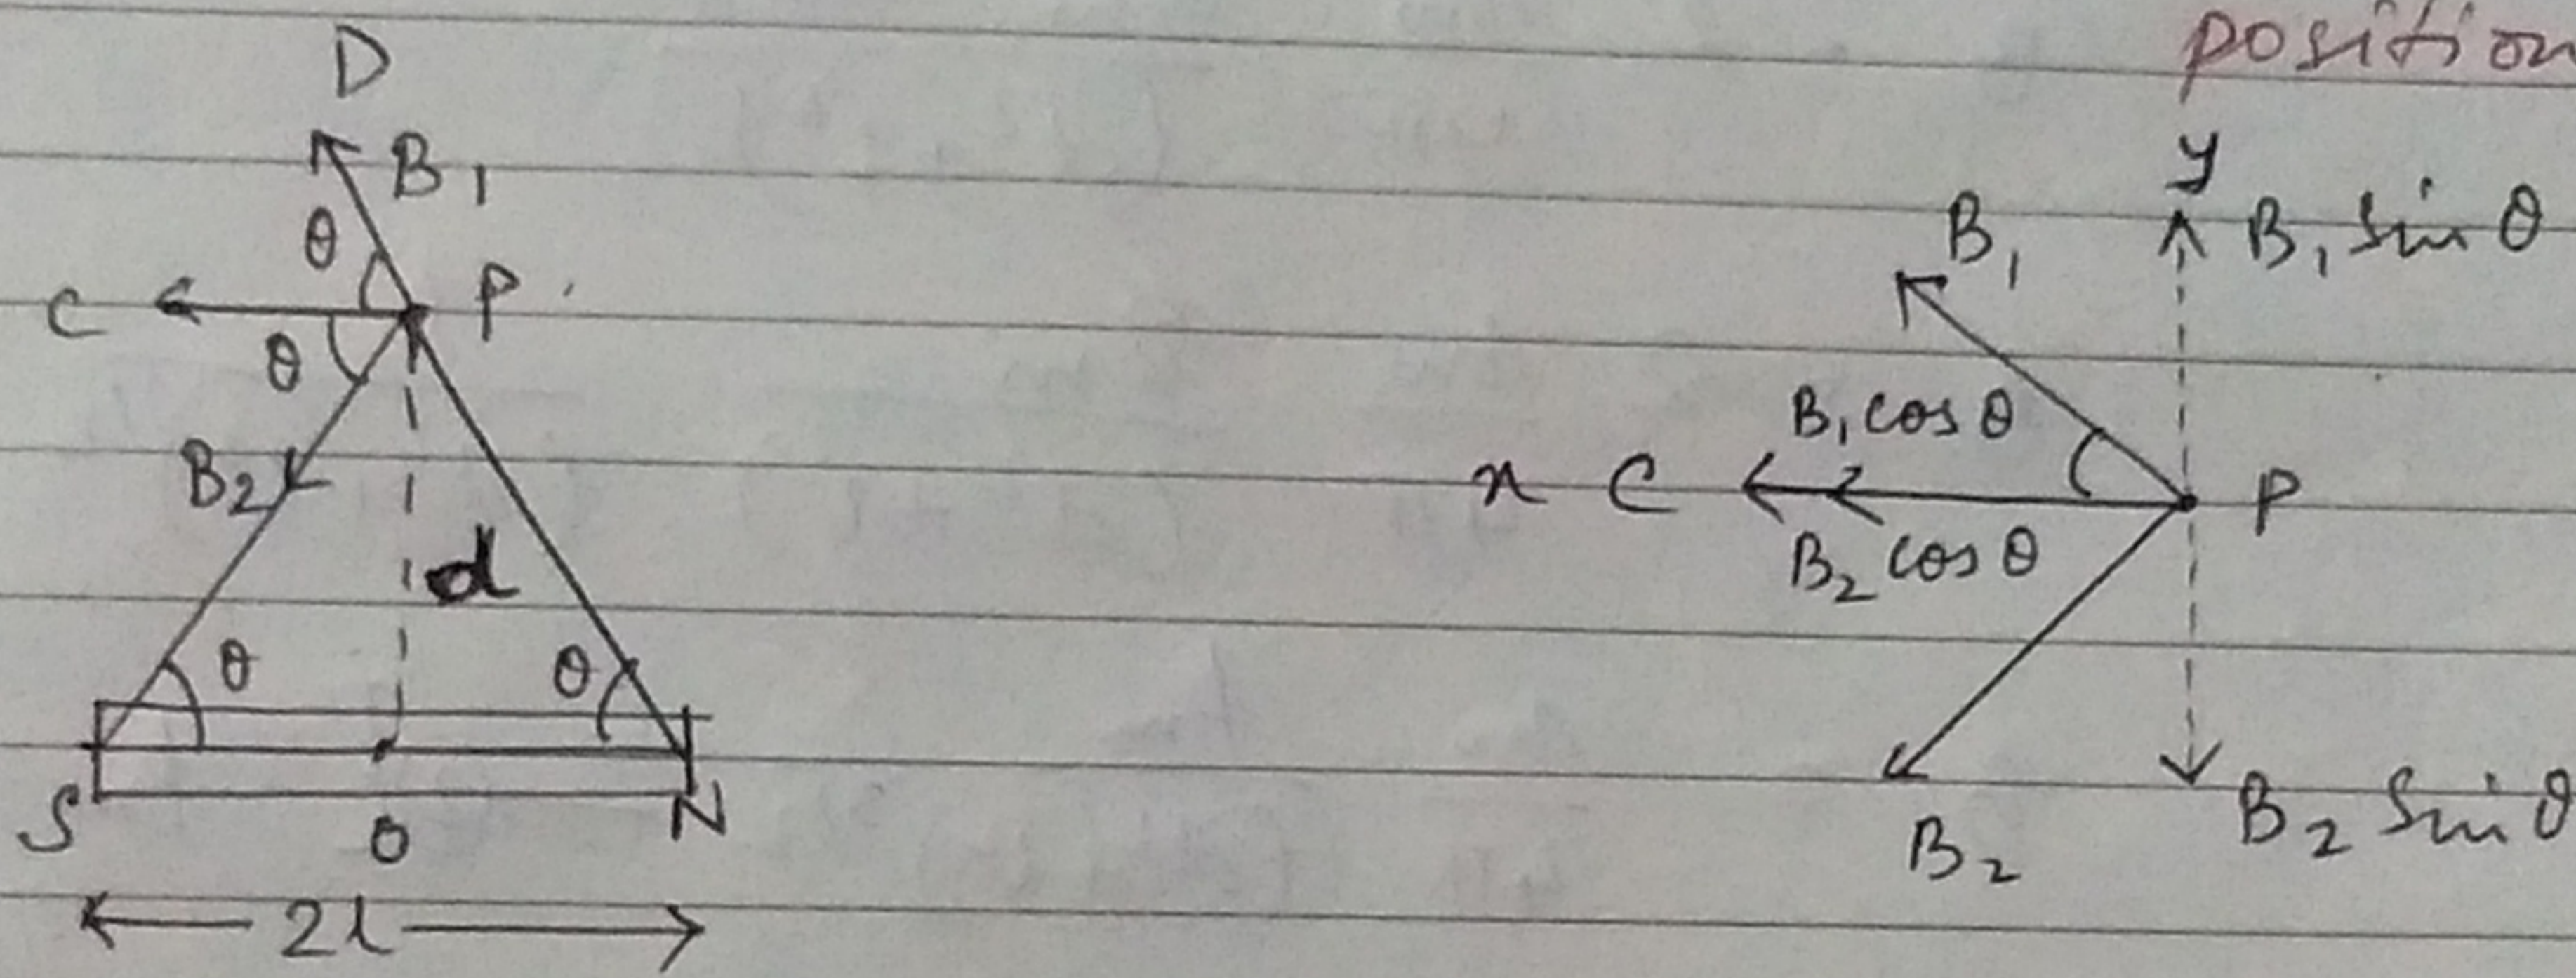 position
D
B₁
θ
C
P
θ
B₂
d
θ
θ
S
O
N
2l
y
B₁
B₁ sin θ
B₁ cos θ
x C
P
B₂ cos θ
B₂
B₂ sin θ